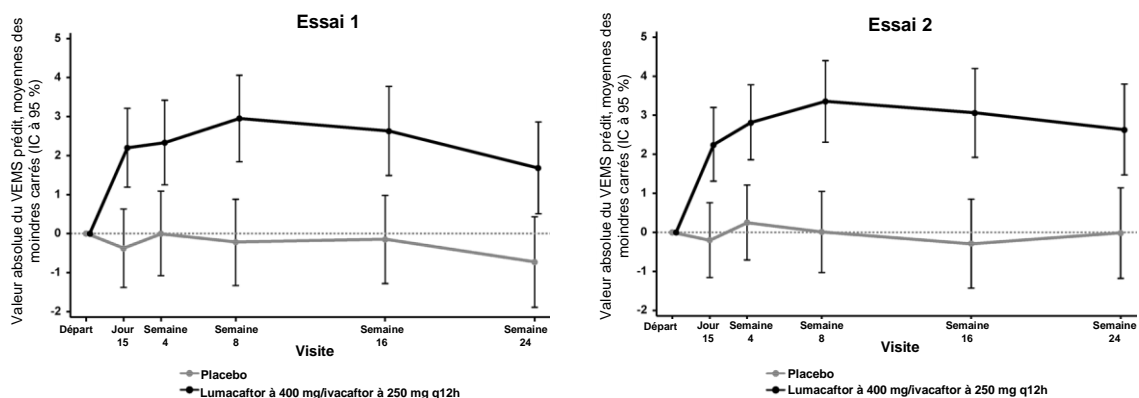 Essai 1
Valeur absolue du VEMS prédit, moyennes des
moindres carrés (IC à 95 %)
5
4
3
2
1
0
-1
-2
Départ
Jour
15
Semaine
4
Semaine
8
Semaine
16
Semaine
24
Visite
Placebo
Lumacaftor à 400 mg/ivacaftor à 250 mg q12h
Essai 2
Valeur absolue du VEMS prédit, moyennes des
moindres carrés (IC à 95 %)
5
4
3
2
1
0
-1
-2
Départ
Jour
15
Semaine
4
Semaine
8
Semaine
16
Semaine
24
Visite
Placebo
Lumacaftor à 400 mg/ivacaftor à 250 mg q12h